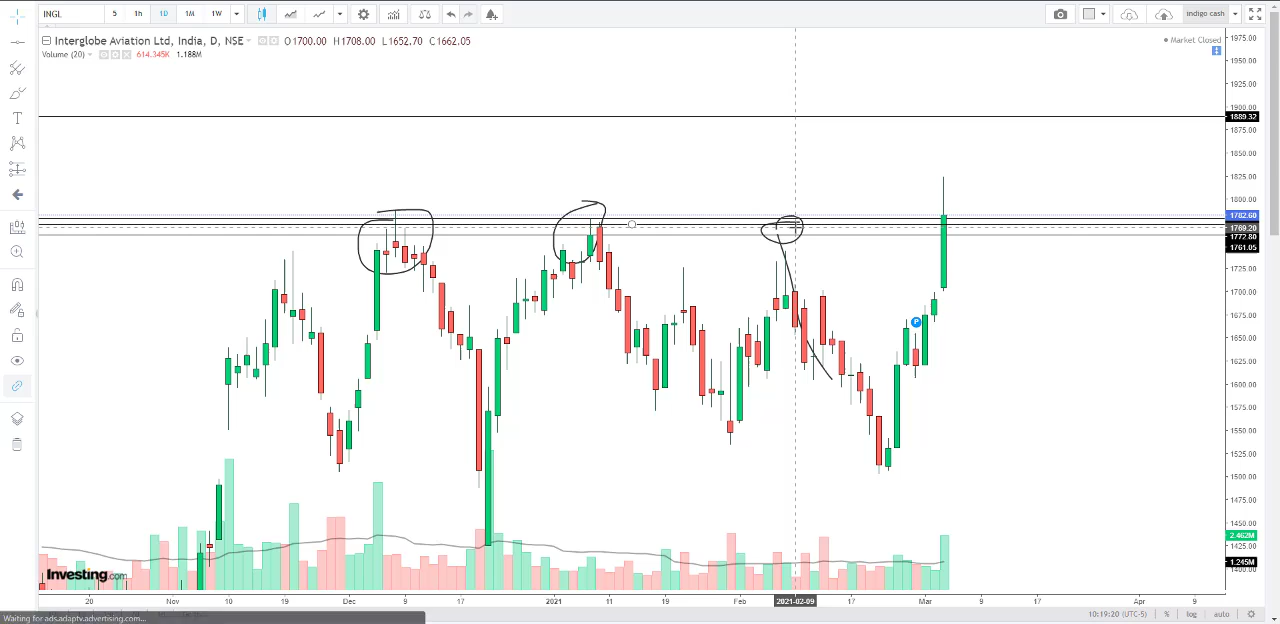 INGL 5 1h 1D 1M 1W indigo cash
Interglobe Aviation Ltd, India, D, NSE O1700.00 H1708.00 L1652.70 C1662.05
Market Closed
Volume (20) 614.345K 1.188M
1975.00
1950.00
1925.00
1900.00
1889.32
1875.00
1850.00
1825.00
1800.00
1782.60
1769.20
1772.80
1761.05
1725.00
1700.00
1675.00
1650.00
1625.00
P
1600.00
1575.00
1550.00
1525.00
1500.00
1475.00
1450.00
2.462M
1425.00
1.245M
1400.00
Investing.com
20 Nov 10 19 Dec 9 17 2021 11 19 Feb 2021-02-09 17 Mar 9 17 Apr 9
10:19:20 (UTC-5) % log auto
Waiting for ads.adaptv.advertising.com...